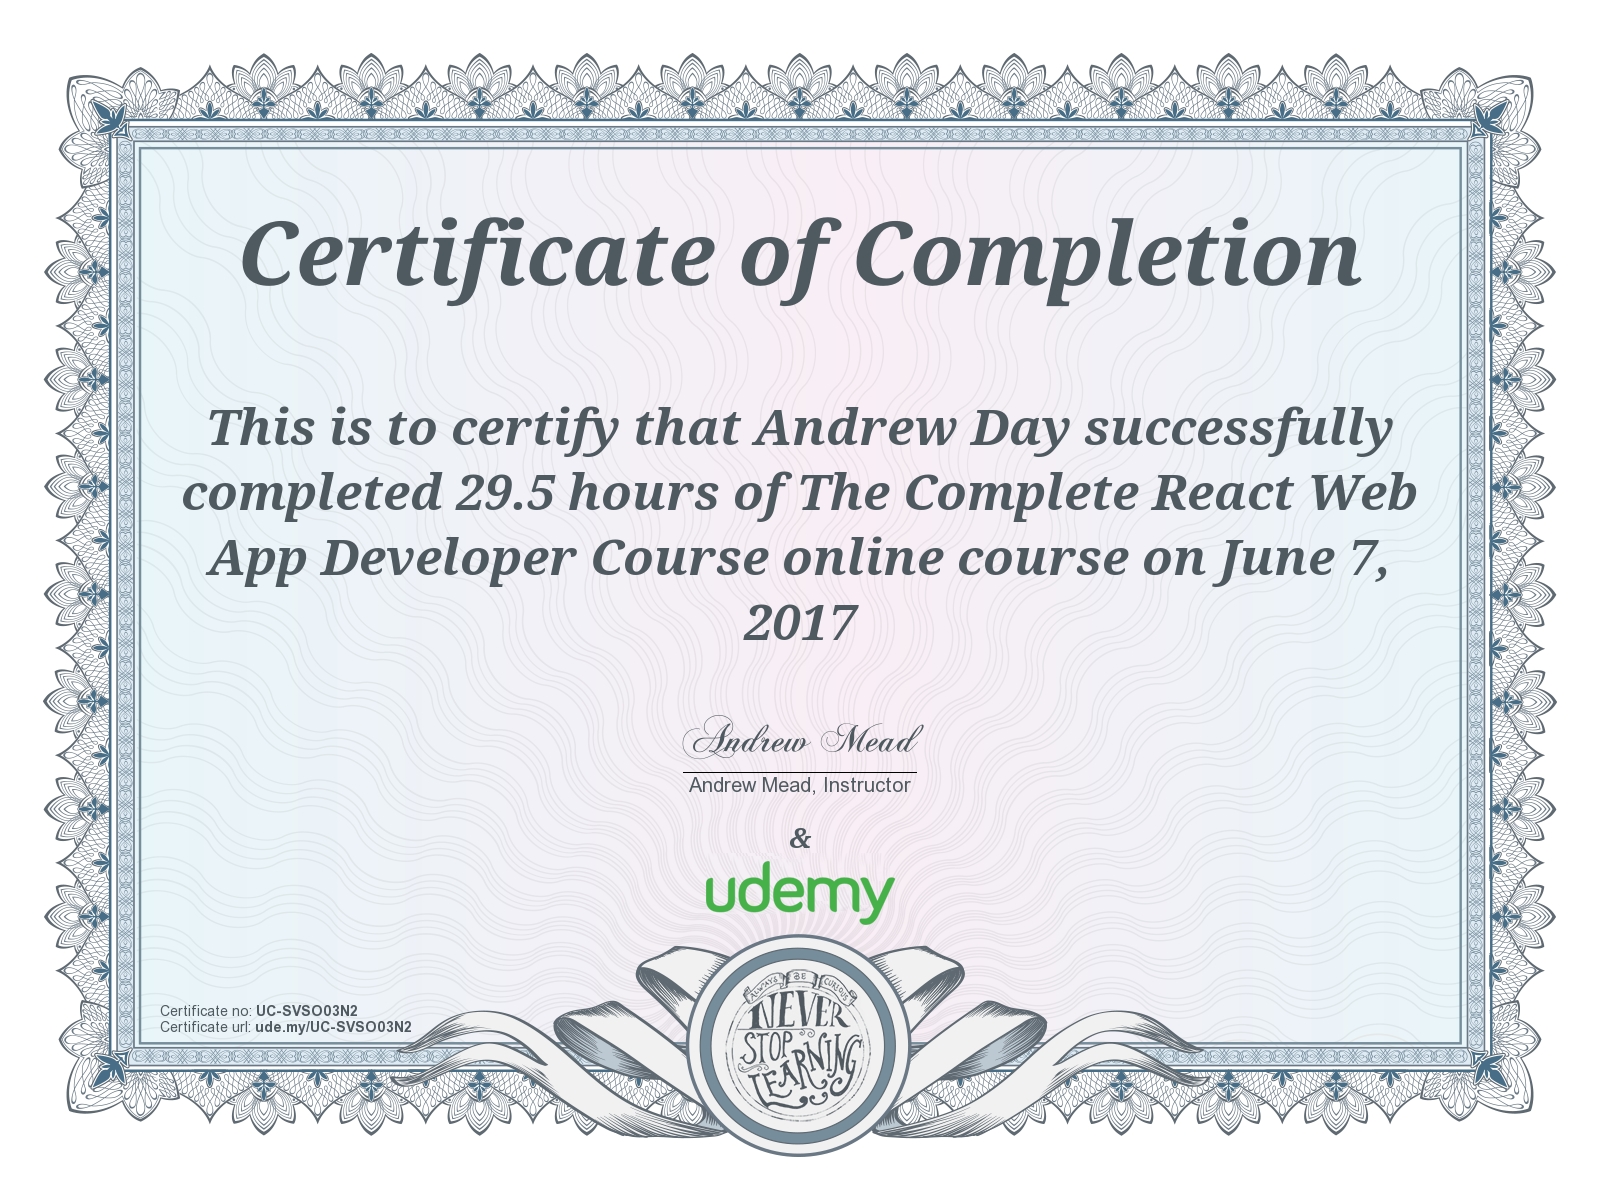 Certificate of Completion
This is to certify that Andrew Day successfully
completed 29.5 hours of The Complete React Web
App Developer Course online course on June 7,
2017
Andrew Mead
Andrew Mead, Instructor
&
udemy
Certificate no: UC-SVSO03N2
Certificate url: ude.my/UC-SVSO03N2
ALWAYS BE CURIOUS
NEVER
STOP
LEARNING